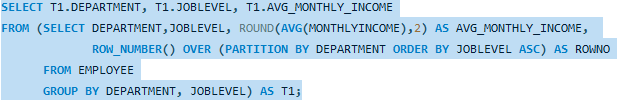 SELECT T1.DEPARTMENT, T1.JOBLEVEL, T1.AVG_MONTHLY_INCOME
FROM (SELECT DEPARTMENT,JOBLEVEL, ROUND(AVG(MONTHLYINCOME),2) AS AVG_MONTHLY_INCOME,
ROW_NUMBER() OVER (PARTITION BY DEPARTMENT ORDER BY JOBLEVEL ASC) AS ROWNO
FROM EMPLOYEE
GROUP BY DEPARTMENT, JOBLEVEL) AS T1;